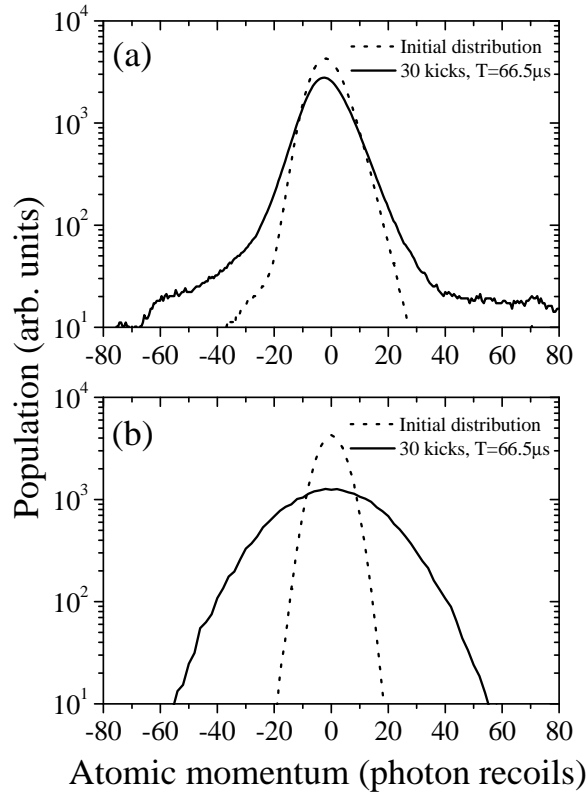 (a)
Initial distribution
30 kicks, T=66.5μs
10^4
10^3
10^2
10^1
-80 -60 -40 -20 0 20 40 60 80
Population (arb. units)
(b)
Initial distribution
30 kicks, T=66.5μs
10^4
10^3
10^2
10^1
-80 -60 -40 -20 0 20 40 60 80
Atomic momentum (photon recoils)